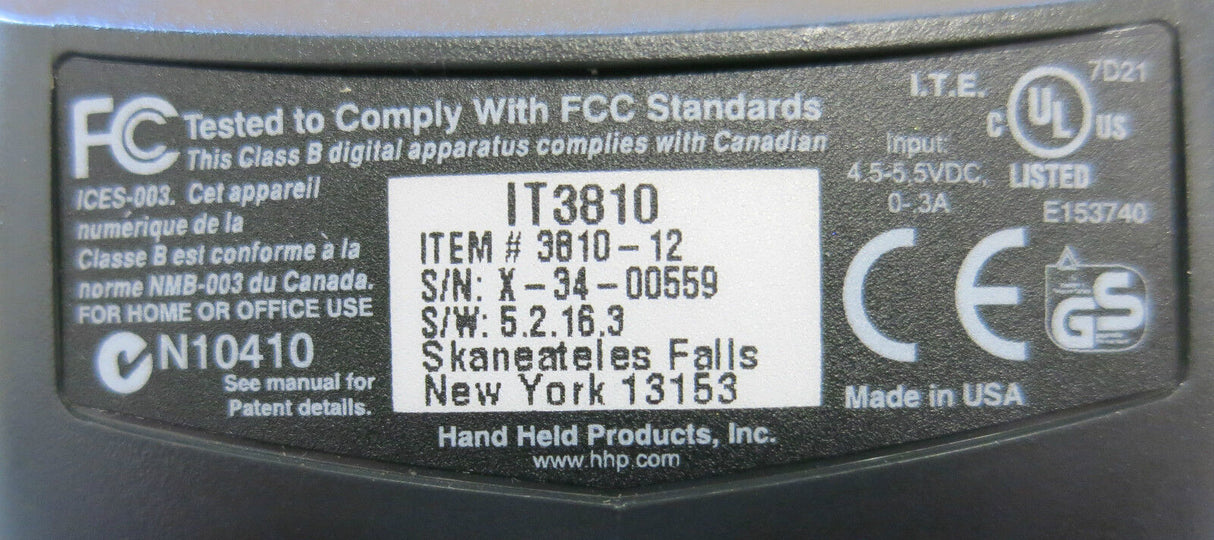 FC Tested to Comply With FCC Standards
This Class B digital apparatus complies with Canadian
ICES-003. Cet appareil
numérique de la
Classe B est conforme à la
norme NMB-003 du Canada.
FOR HOME OR OFFICE USE
N10410
See manual for
Patent details.
IT3810
ITEM # 3810-12
S/N: X-34-00559
S/W: 5.2.16.3
Skaneateles Falls
New York 13153
Hand Held Products, Inc.
www.hhp.com
I.T.E.
7D21
C UL US
LISTED
E153740
Input:
4.5-5.5VDC,
0-.3A
CE
GS
Made in USA